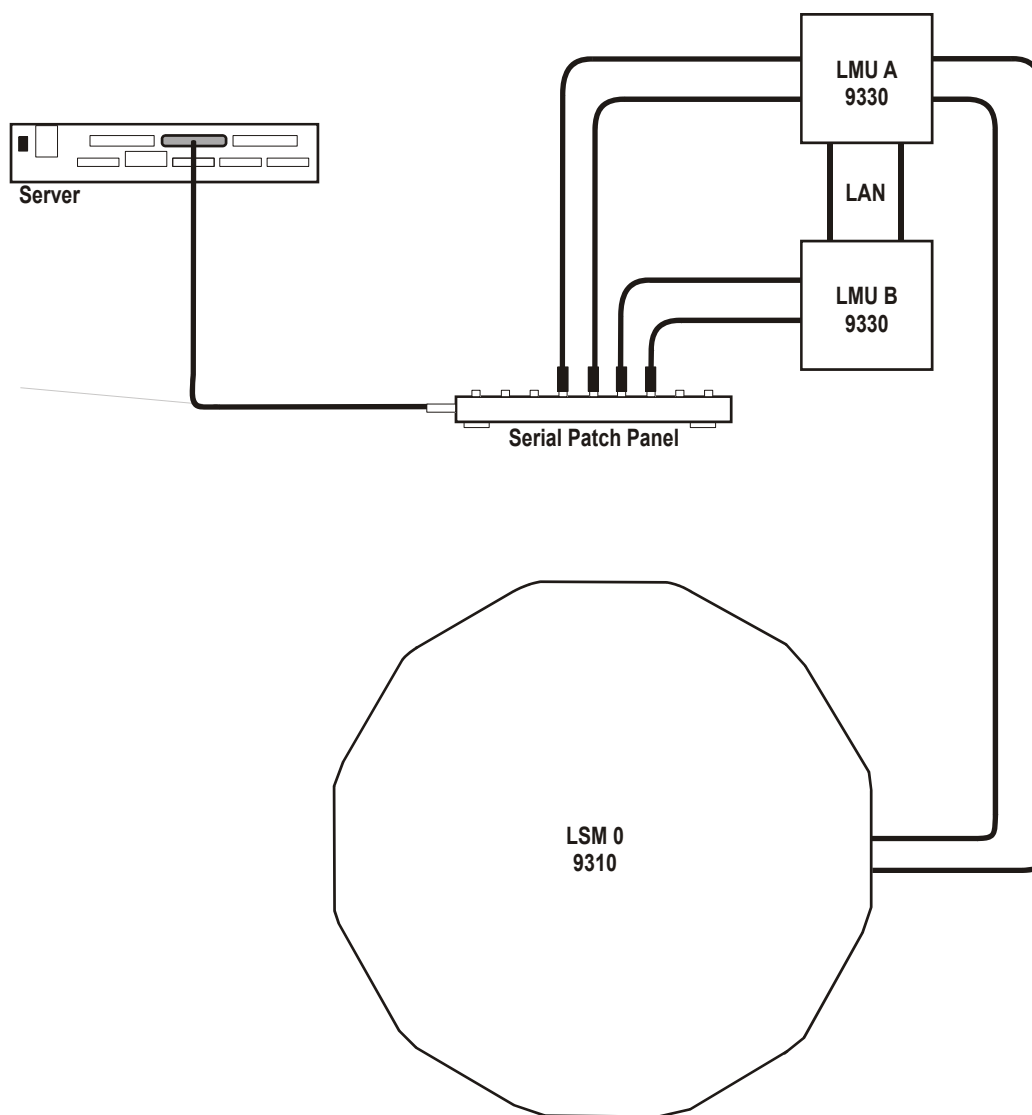 LMU A
9330
Server
LAN
LMU B
9330
Serial Patch Panel
LSM 0
9310